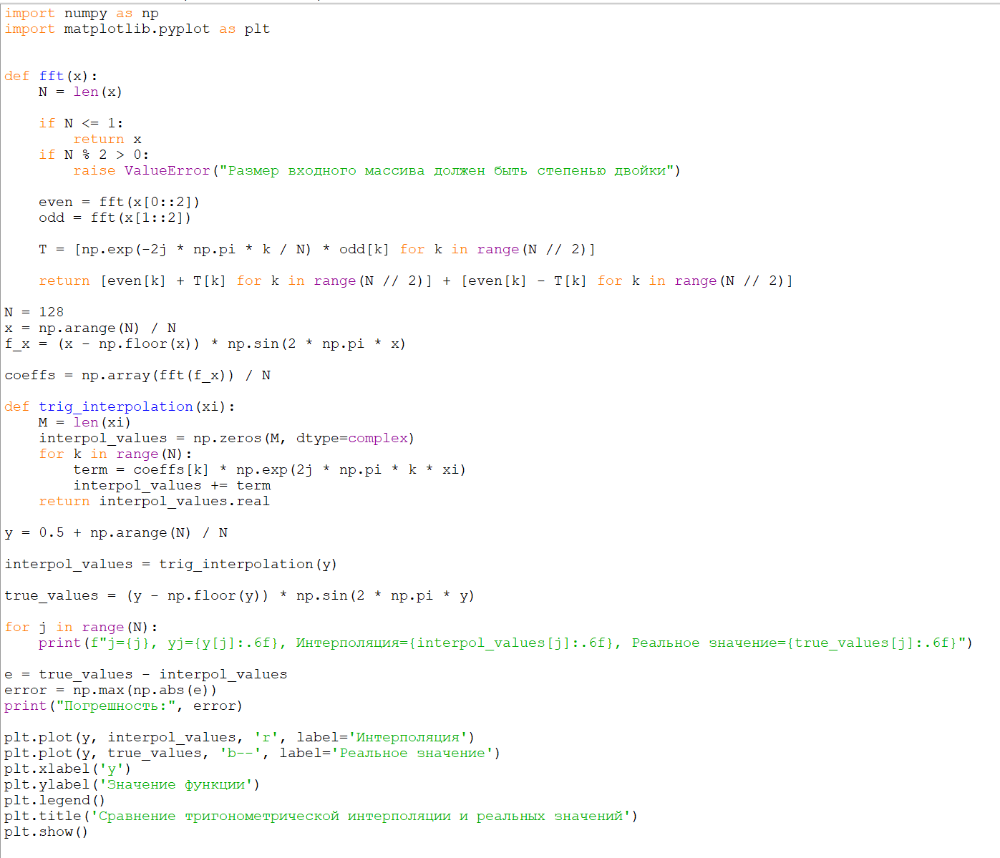 import numpy as np
import matplotlib.pyplot as plt
def fft(x):
    N = len(x)
    if N <= 1:
        return x
    if N % 2 > 0:
        raise ValueError("Размер входного массива должен быть степенью двойки")
    even = fft(x[0::2])
    odd = fft(x[1::2])
    T = [np.exp(-2j * np.pi * k / N) * odd[k] for k in range(N // 2)]
    return [even[k] + T[k] for k in range(N // 2)] + [even[k] - T[k] for k in range(N // 2)]
N = 128
x = np.arange(N) / N
f_x = (x - np.floor(x)) * np.sin(2 * np.pi * x)
coeffs = np.array(fft(f_x)) / N
def trig_interpolation(xi):
    M = len(xi)
    interpol_values = np.zeros(M, dtype=complex)
    for k in range(N):
        term = coeffs[k] * np.exp(2j * np.pi * k * xi)
        interpol_values += term
    return interpol_values.real
y = 0.5 + np.arange(N) / N
interpol_values = trig_interpolation(y)
true_values = (y - np.floor(y)) * np.sin(2 * np.pi * y)
for j in range(N):
    print(f"j={j}, yj={y[j]:.6f}, Интерполяция={interpol_values[j]:.6f}, Реальное значение={true_values[j]:.6f}")
e = true_values - interpol_values
error = np.max(np.abs(e))
print("Погрешность:", error)
plt.plot(y, interpol_values, 'r', label='Интерполяция')
plt.plot(y, true_values, 'b--', label='Реальное значение')
plt.xlabel('y')
plt.ylabel('Значение функции')
plt.legend()
plt.title('Сравнение тригонометрической интерполяции и реальных значений')
plt.show()